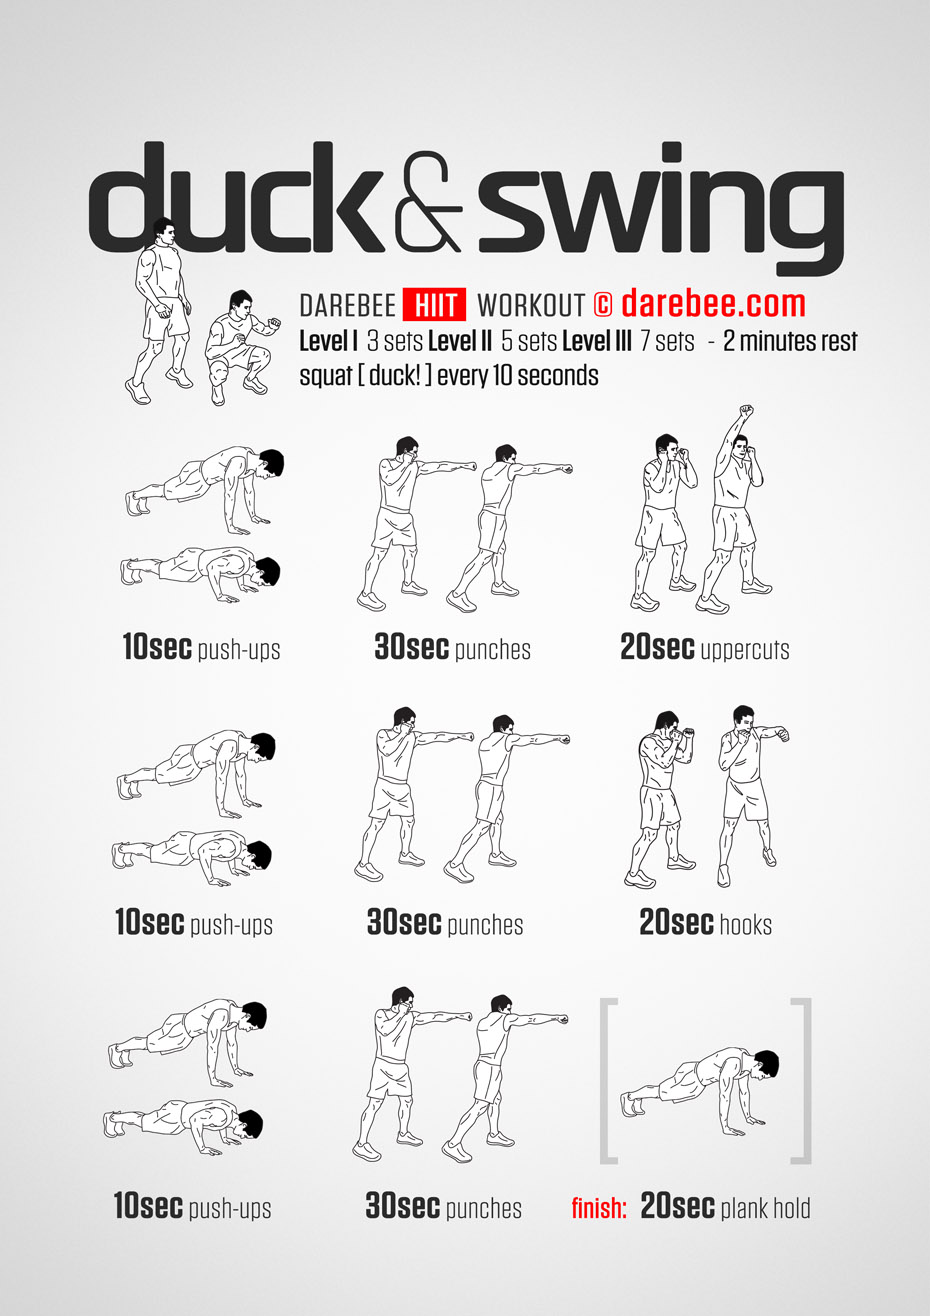 duck & swing
DAREBEE HIIT WORKOUT © darebee.com
Level I 3 sets Level II 5 sets Level III 7 sets - 2 minutes rest
squat [ duck! ] every 10 seconds
10sec push-ups
30sec punches
20sec uppercuts
10sec push-ups
30sec punches
20sec hooks
10sec push-ups
30sec punches
finish: 20sec plank hold